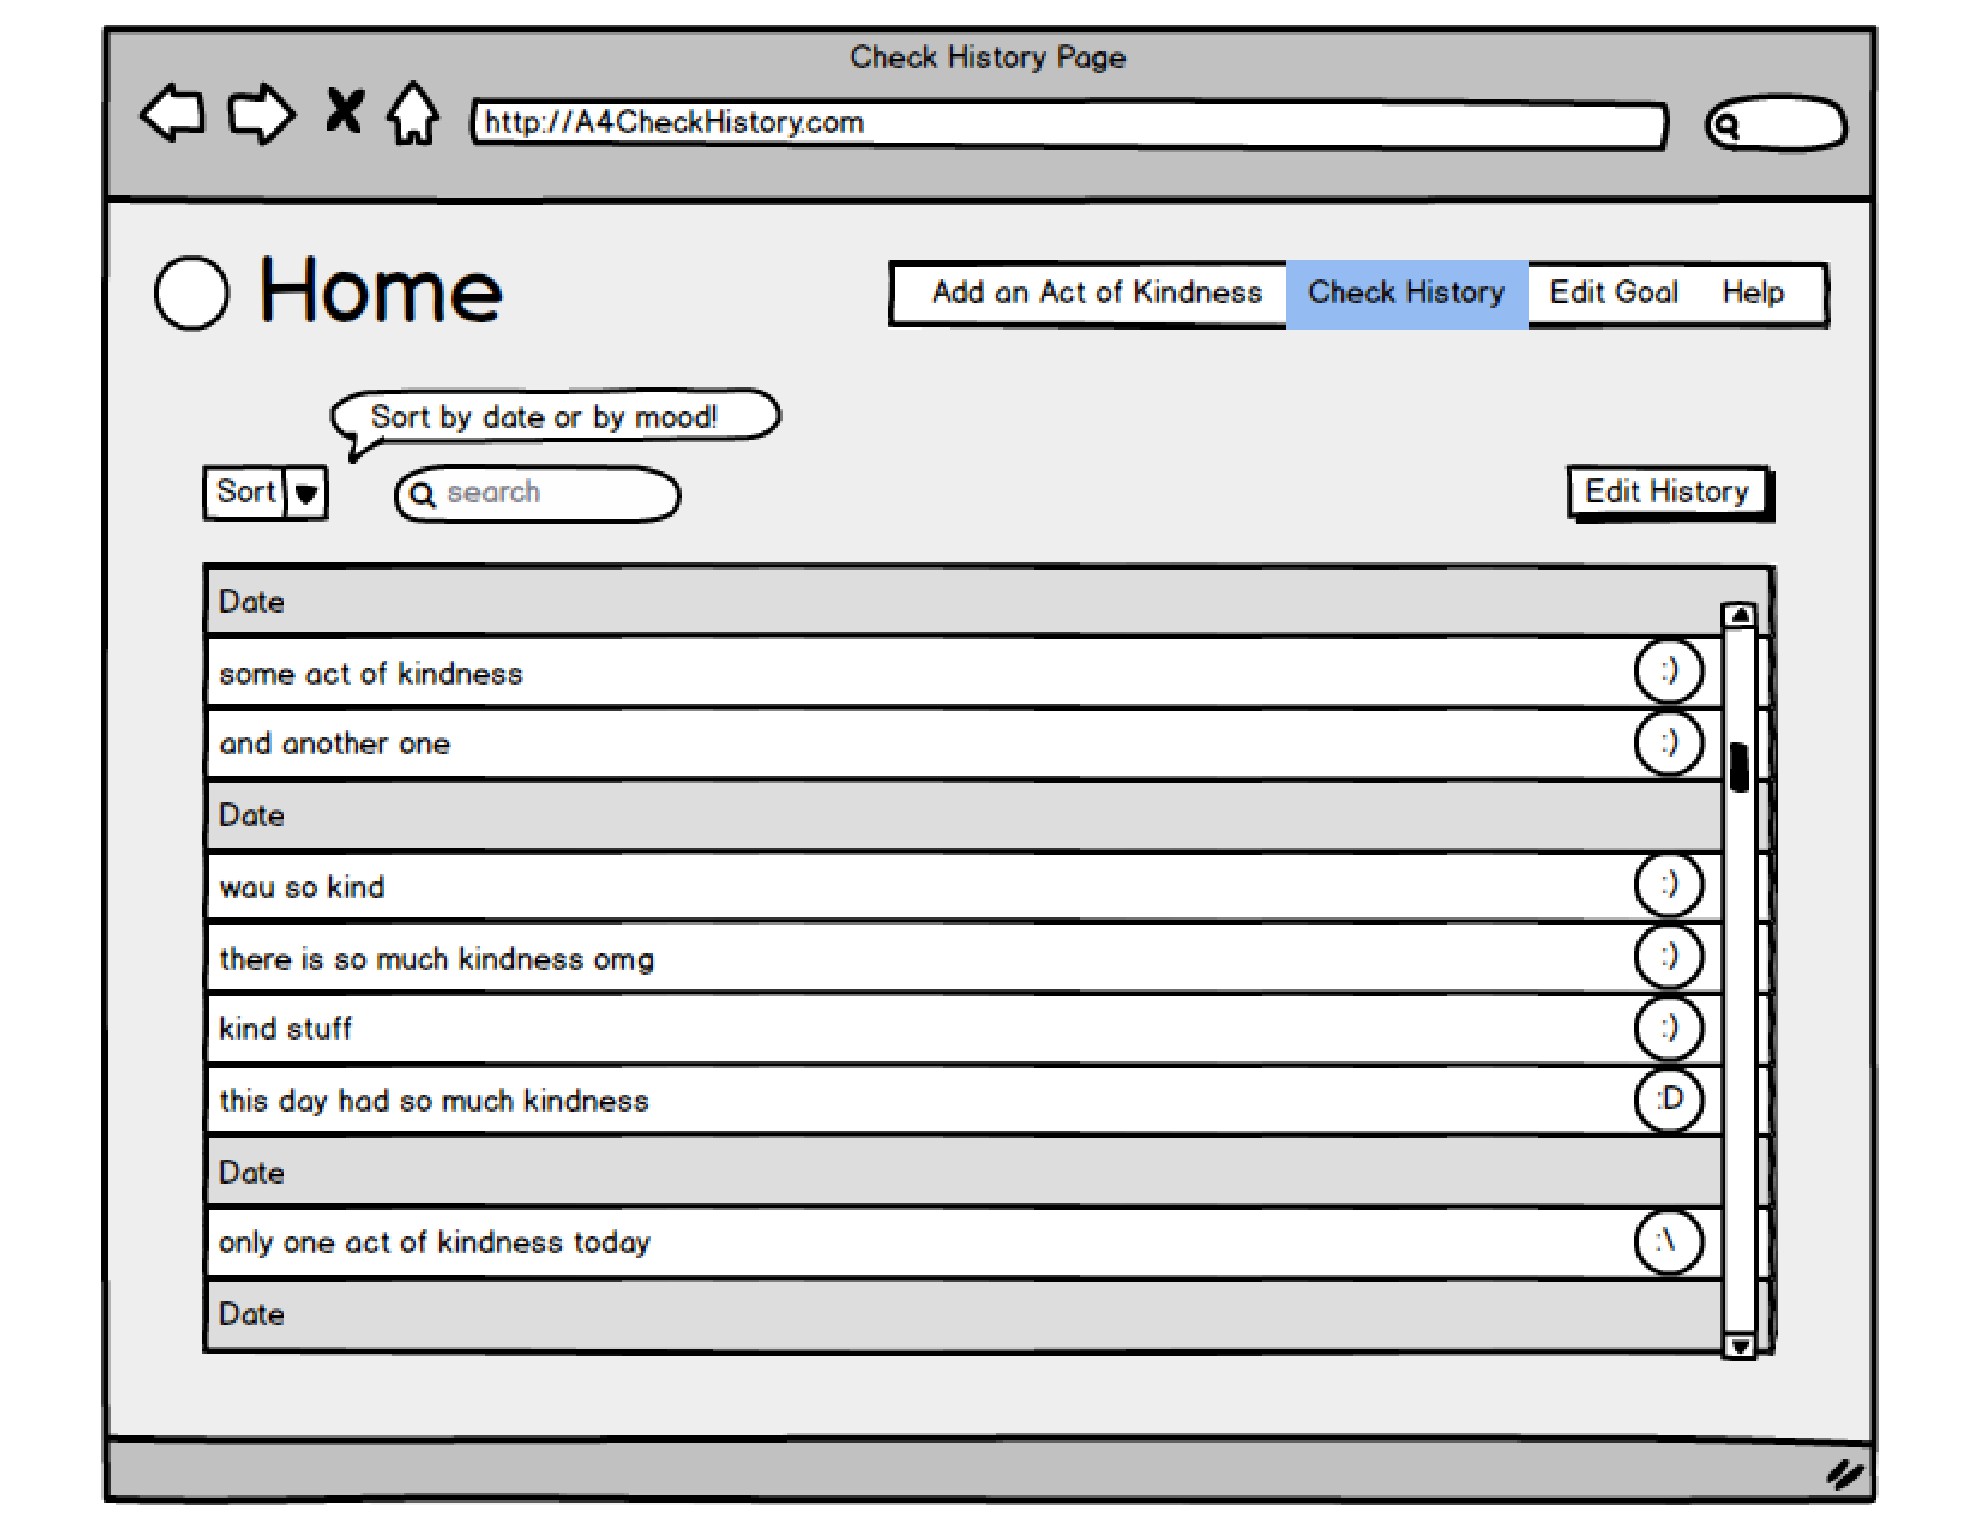 Check History Page
http://A4CheckHistory.com
Home
Add an Act of Kindness Check History Edit Goal Help
Sort by date or by mood!
Sort search Edit History
Date
some act of kindness :)
and another one :)
Date
wau so kind :)
there is so much kindness omg :)
kind stuff :)
this day had so much kindness :D
Date
only one act of kindness today :\
Date